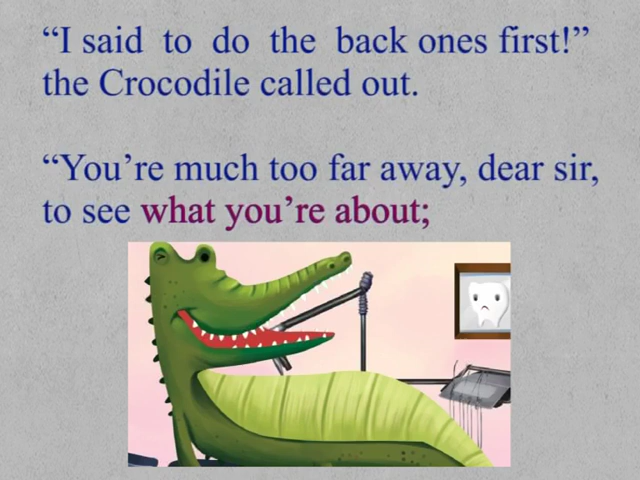 “I said to do the back ones first!”
the Crocodile called out.
“You’re much too far away, dear sir,
to see what you’re about;